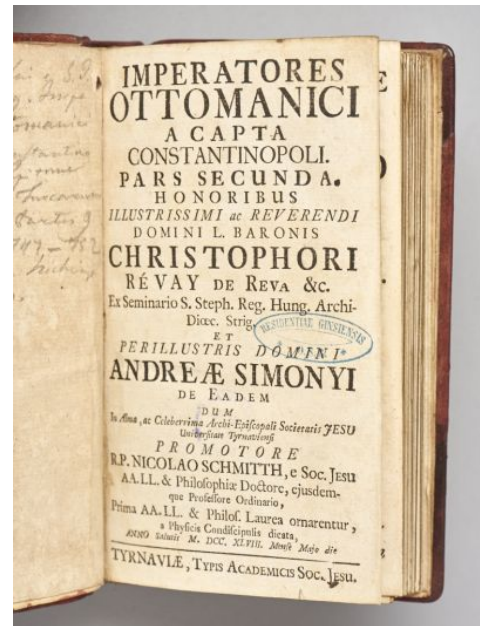 IMPERATORES
OTTOMANICI
A CAPTA
CONSTANTINOPOLI.
PARS SECUNDA.
HONORIBUS
ILLUSTRISSIMI ac REVERENDI
DOMINI L. BARONIS
CHRISTOPHORI
RÉVAY DE REVA &c.
Ex Seminario S. Steph. Reg. Hung. Archi-
Diœc. Strig.
RESIDENTIAE GINSIENSIS
ET
PERILLUSTRIS DOMINI
ANDREÆ SIMONYI
DE EADEM
DUM
In Alma, ac Celeberrima Archi-Episcopali Societatis JESU
Universitate Tyrnaviensi
PROMOTORE
R.P. NICOLAO SCHMITTH, e Soc. Jesu
AA. LL. & Philosophiæ Doctore, ejusdem-
que Professore Ordinario,
Prima AA. LL. & Philos. Laurea ornarentur,
a Physicis Condiscipulis dicata,
ANNO Salutis M. DCC. XLVIII. Mense Majo die
TYRNAVIÆ, TYPIS ACADEMICIS SOC. JESU.